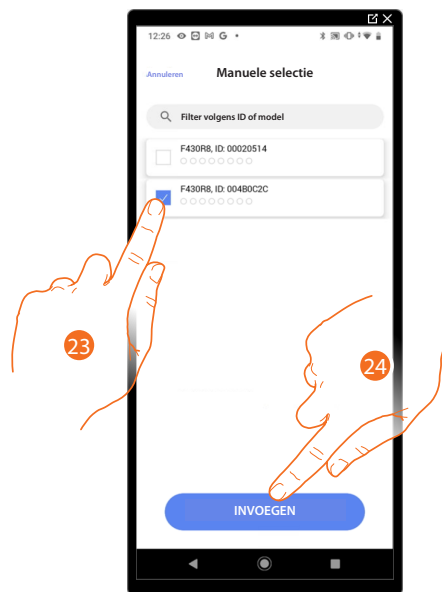 12:26 G
Annuleren Manuele selectie
Filter volgens ID of model
F430R8, ID: 00020514
F430R8, ID: 004B0C2C
23
24
INVOEGEN